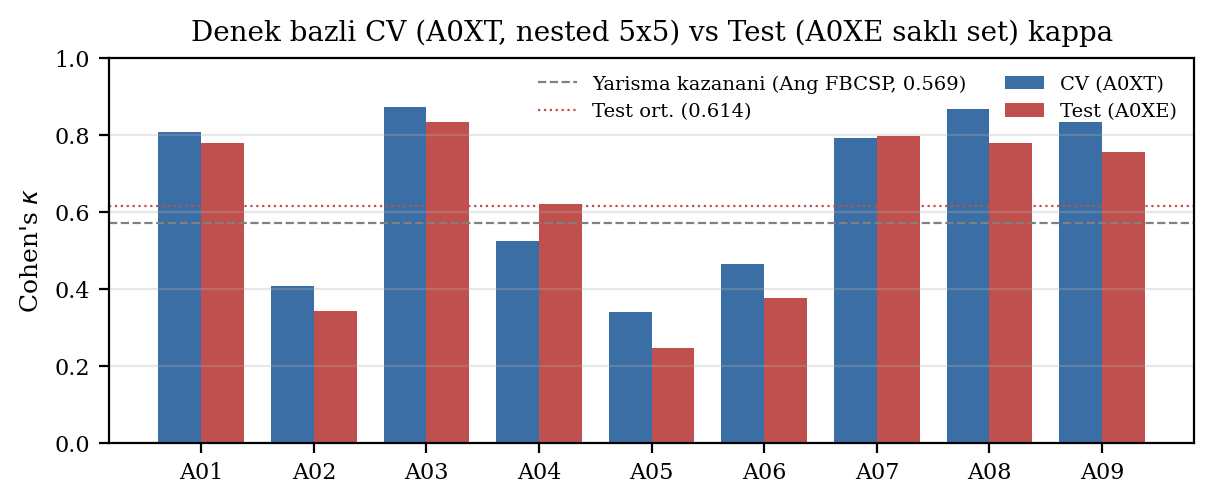 Denek bazli CV (A0XT, nested 5x5) vs Test (A0XE saklı set) kappa
Yarisma kazanani (Ang FBCSP, 0.569)
Test ort. (0.614)
CV (A0XT)
Test (A0XE)
Cohen's κ
1.0
0.8
0.6
0.4
0.2
0.0
A01 A02 A03 A04 A05 A06 A07 A08 A09